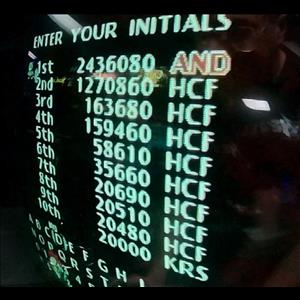 ENTER YOUR INITIALS
1st 2436080 AND
2nd 1270860 HCF
3rd 163680 HCF
4th 159460 HCF
5th 58610 HCF
6th 35660 HCF
7th 20690 HCF
8th 20510 HCF
9th 20480 HCF
10th 20000 KRS
A B C D E F G H I